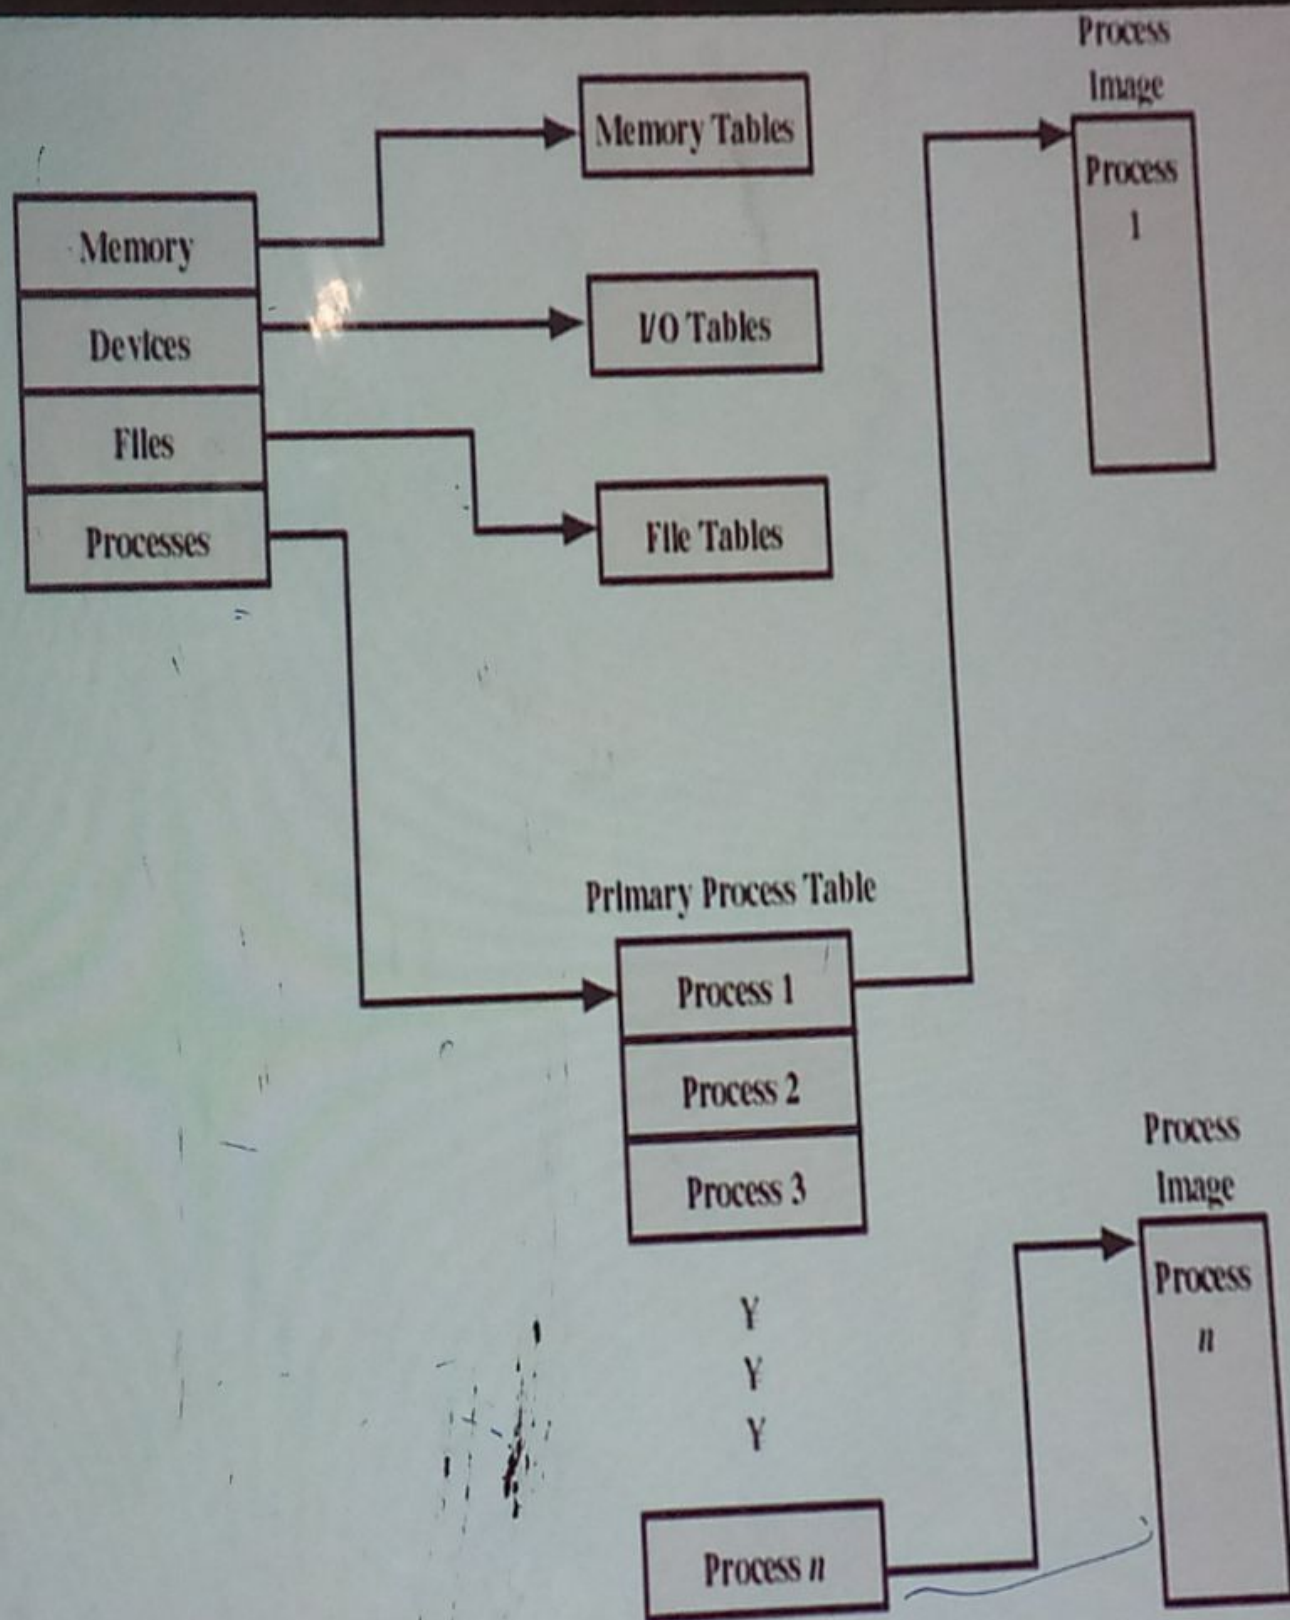 Process
Image
Memory Tables
Process
1
Memory
I/O Tables
Devices
Files
File Tables
Processes
Primary Process Table
Process 1
Process 2
Process 3
Process
Image
Process
n
¥
¥
¥
Process n